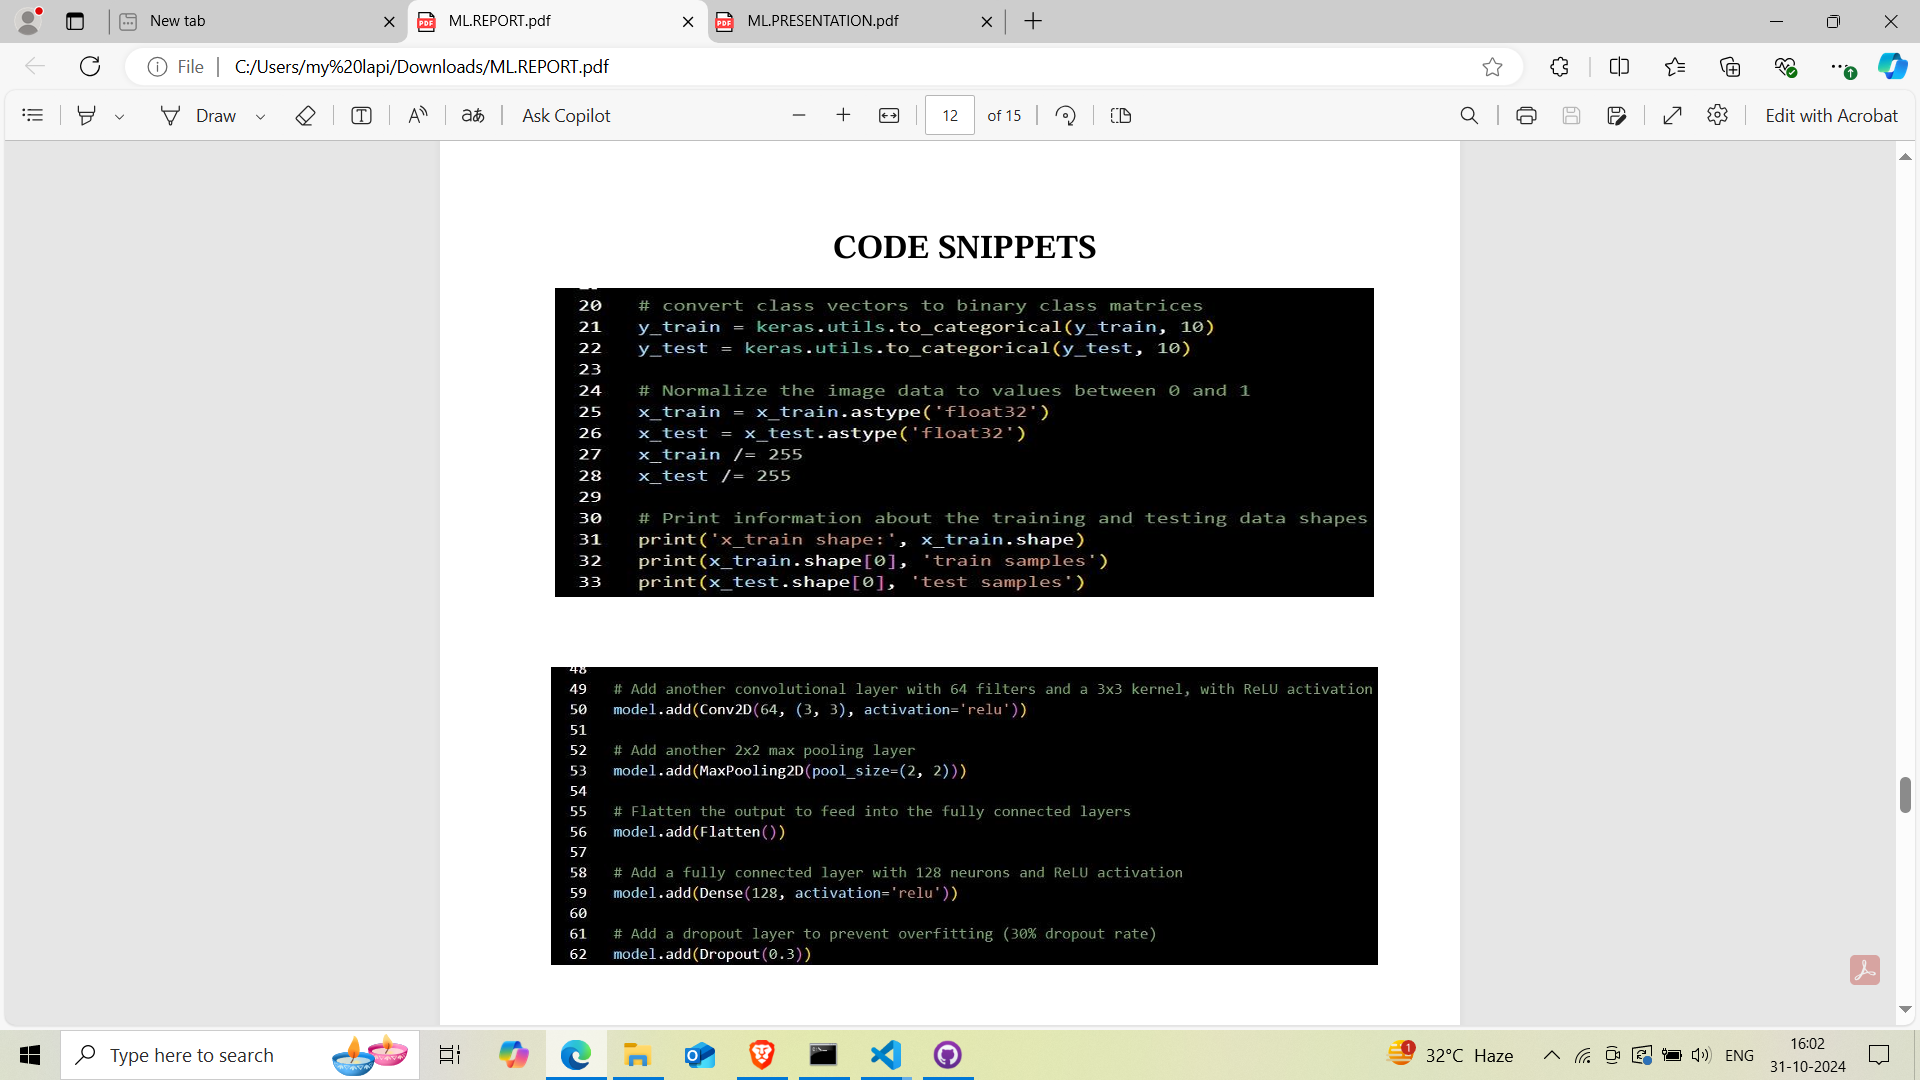 New tab
ML.REPORT.pdf
ML.PRESENTATION.pdf
File
C:/Users/my%20lapi/Downloads/ML.REPORT.pdf
Draw
aあ
Ask Copilot
12 of 15
Edit with Acrobat
CODE SNIPPETS
20 # convert class vectors to binary class matrices
21 y_train = keras.utils.to_categorical(y_train, 10)
22 y_test = keras.utils.to_categorical(y_test, 10)
23
24 # Normalize the image data to values between 0 and 1
25 x_train = x_train.astype('float32')
26 x_test = x_test.astype('float32')
27 x_train /= 255
28 x_test /= 255
29
30 # Print information about the training and testing data shapes
31 print('x_train shape:', x_train.shape)
32 print(x_train.shape[0], 'train samples')
33 print(x_test.shape[0], 'test samples')
48
49 # Add another convolutional layer with 64 filters and a 3x3 kernel, with ReLU activation
50 model.add(Conv2D(64, (3, 3), activation='relu'))
51
52 # Add another 2x2 max pooling layer
53 model.add(MaxPooling2D(pool_size=(2, 2)))
54
55 # Flatten the output to feed into the fully connected layers
56 model.add(Flatten())
57
58 # Add a fully connected layer with 128 neurons and ReLU activation
59 model.add(Dense(128, activation='relu'))
60
61 # Add a dropout layer to prevent overfitting (30% dropout rate)
62 model.add(Dropout(0.3))
Type here to search
1
32°C Haze
ENG
16:02
31-10-2024